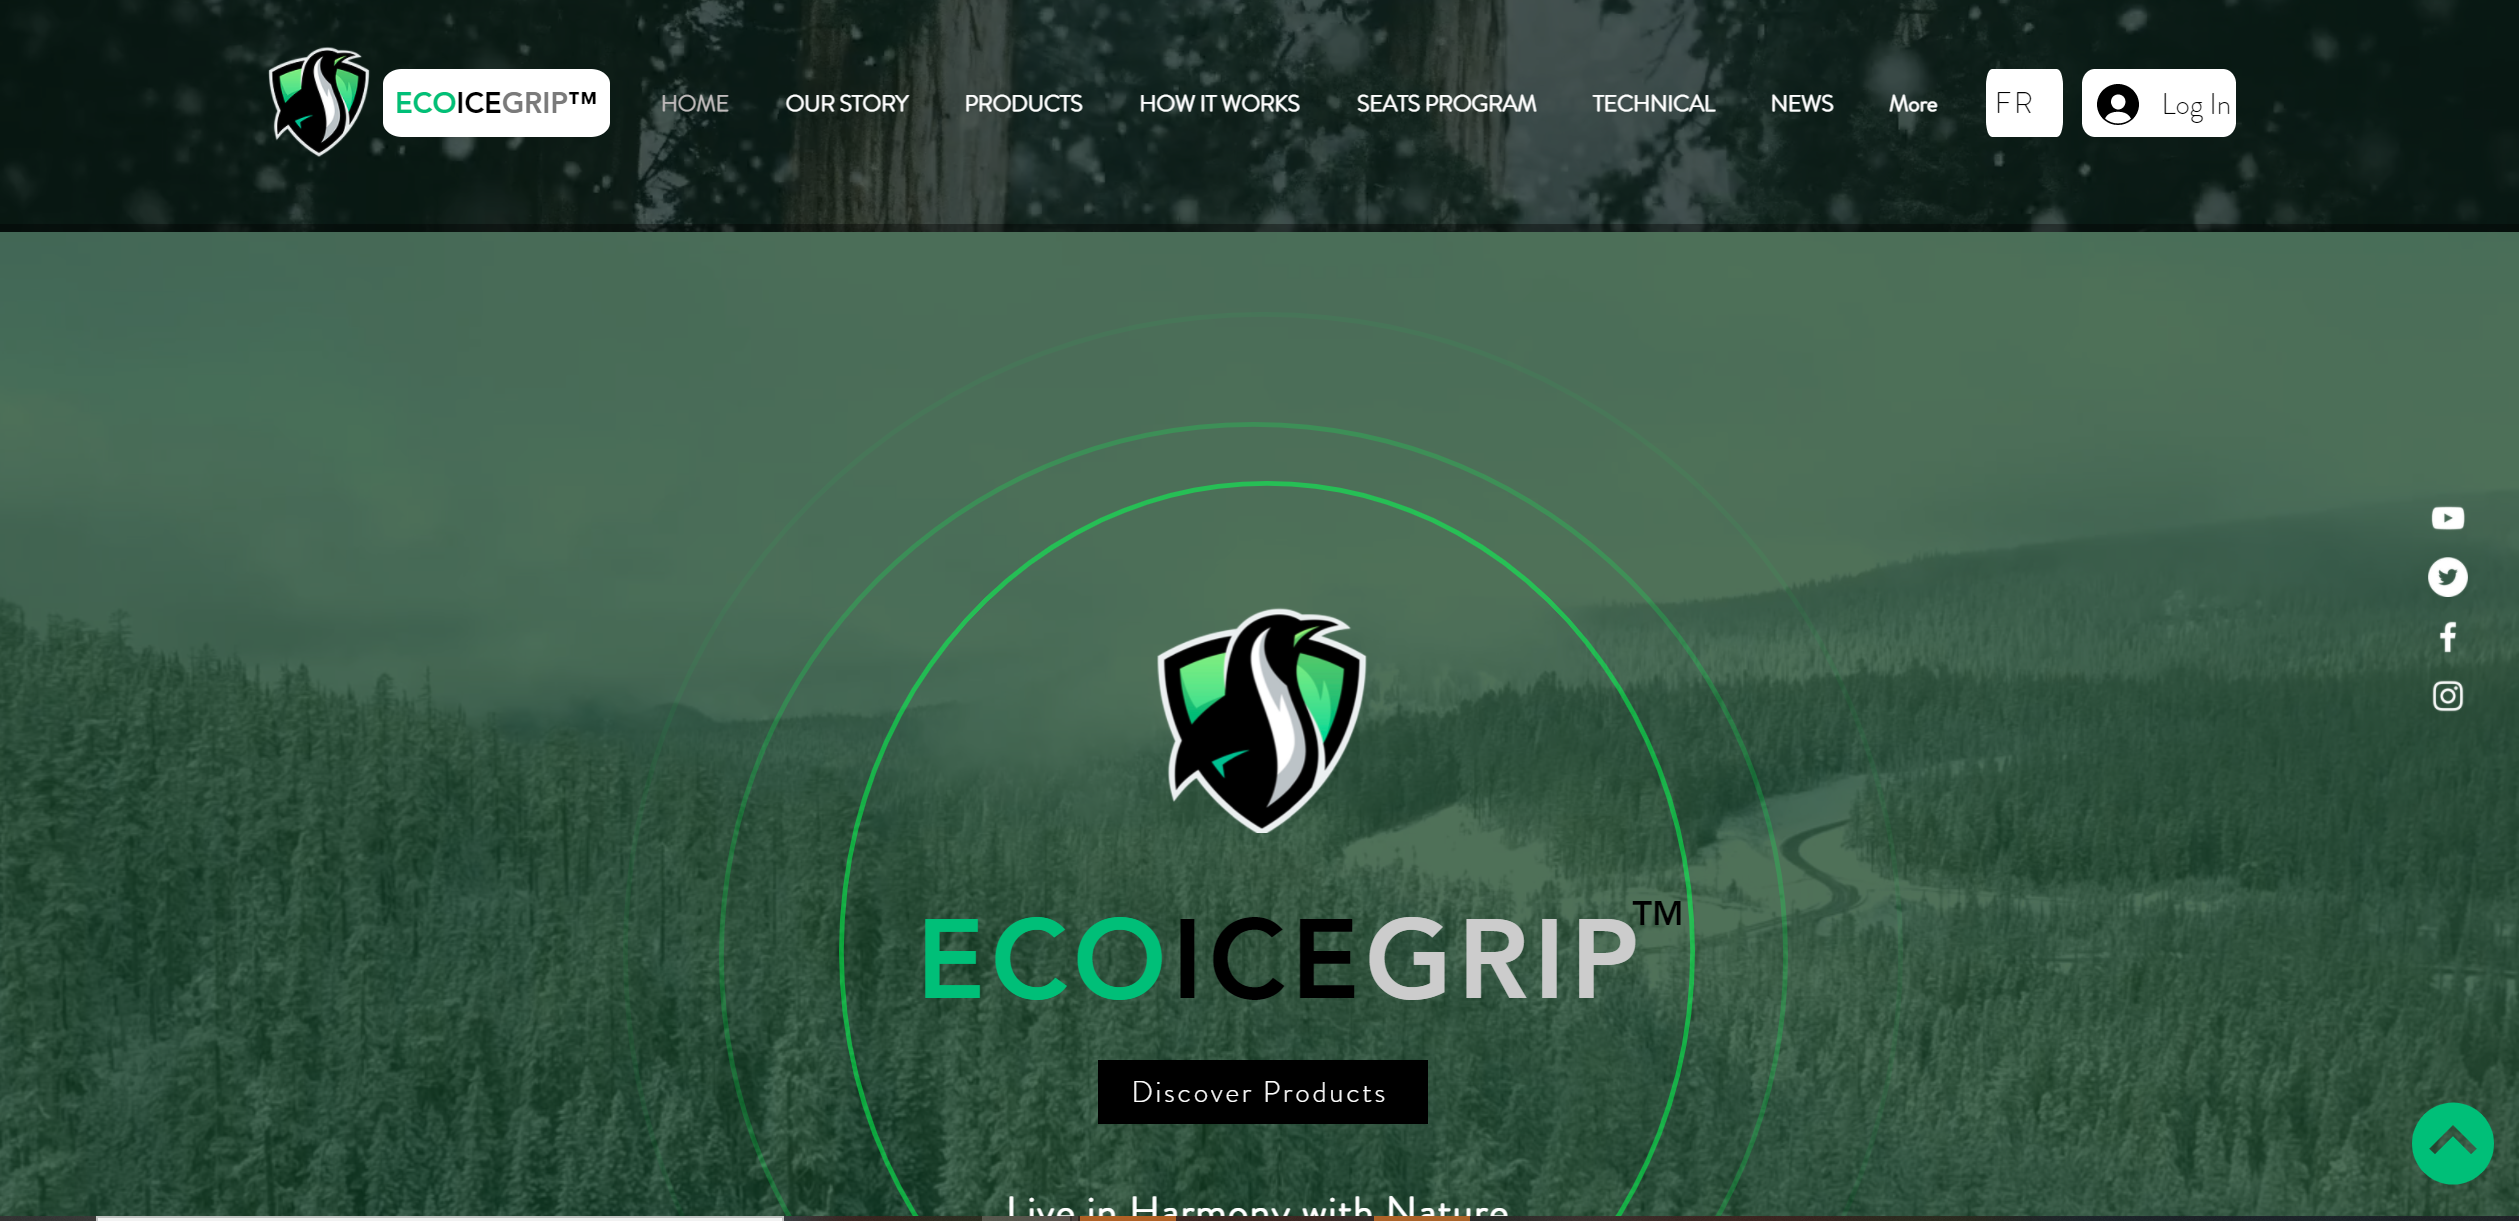 ECOICEGRIP™ HOME OUR STORY PRODUCTS HOW IT WORKS SEATS PROGRAM TECHNICAL NEWS More FR Log In
ECOICEGRIP™
Discover Products
Live in Harmony with Nature